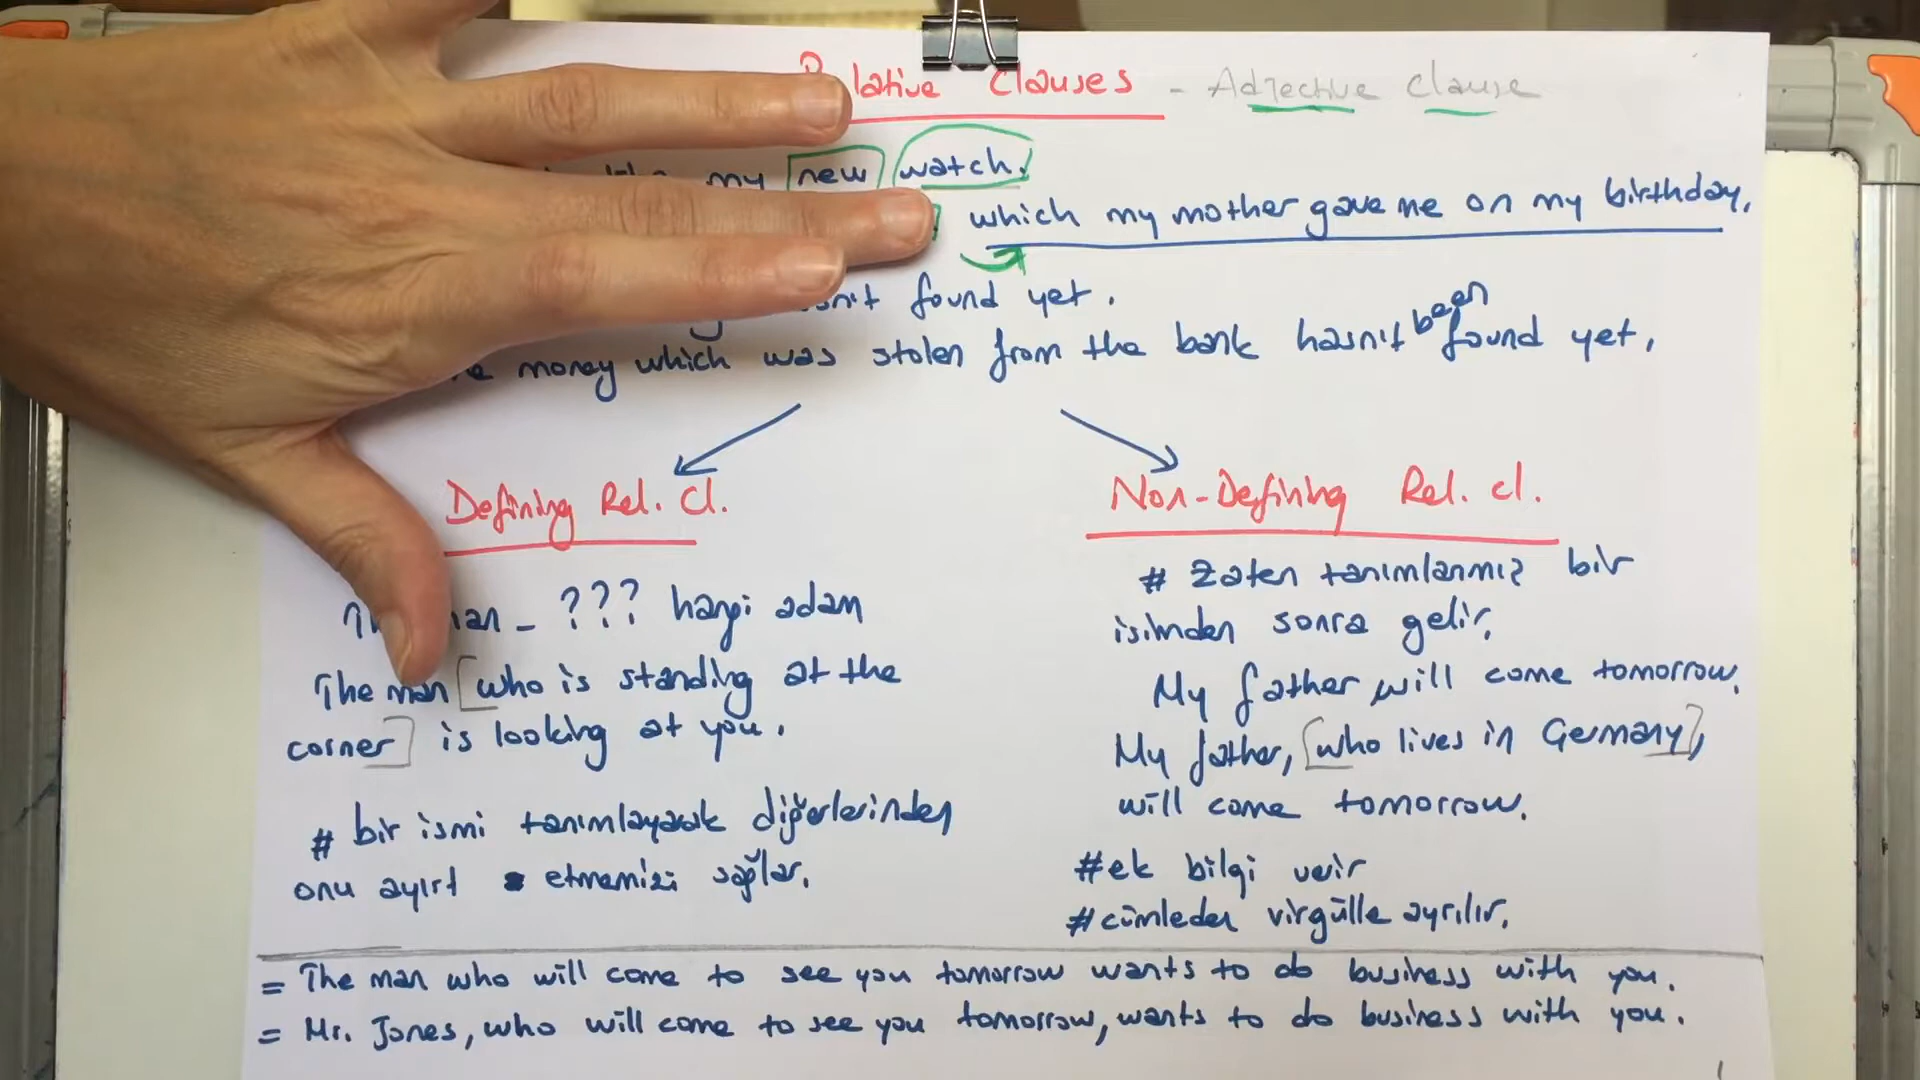 Relative Clauses - Adjective Clause
my new watch.
which my mother gave me on my birthday.
found yet.
money which was stolen from the bank hasn't been found yet.
Defining Rel. Cl.
Non-Defining Rel. cl.
??? hangi adam
The man [who is standing at the
corner] is looking at you.
# bir ismi tanımlayarak diğerlerinden
onu ayırt etmemizi sağlar.
# Zaten tanımlanmış bir
isimden sonra gelir.
My father will come tomorrow.
My father, [who lives in Germany],
will come tomorrow.
#ek bilgi verir
#cümleden virgülle ayrılır.
= The man who will come to see you tomorrow wants to do business with you.
= Mr. Jones, who will come to see you tomorrow, wants to do business with you.